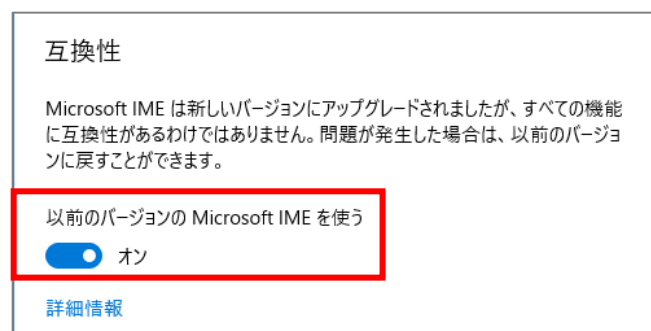 互換性
Microsoft IME は新しいバージョンにアップグレードされましたが、すべての機能
に互換性があるわけではありません。問題が発生した場合は、以前のバージョ
ンに戻すことができます。
以前のバージョンの Microsoft IME を使う
オン
詳細情報